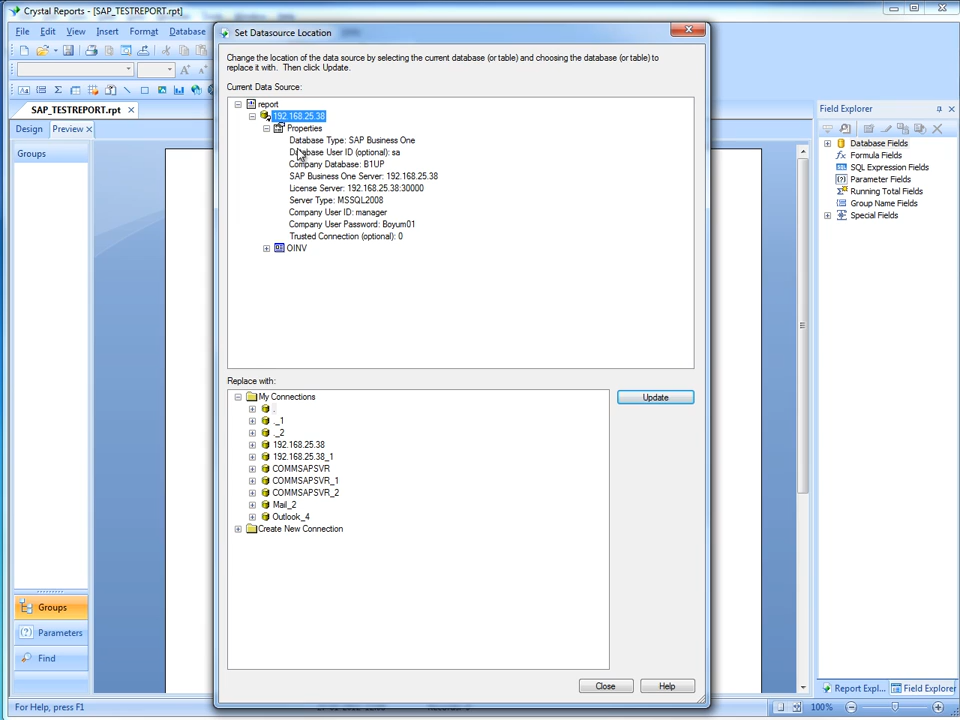 Crystal Reports - [SAP_TESTREPORT.rpt]
File Edit View Insert Format Database
SAP_TESTREPORT.rpt
Design Preview
Groups
Groups
Parameters
Find
For Help, press F1
Set Datasource Location
Change the location of the data source by selecting the current database (or table) and choosing the database (or table) to
replace it with. Then click Update.
Current Data Source:
report
192.168.25.38
Properties
Database Type: SAP Business One
Database User ID (optional): sa
Company Database: B1UP
SAP Business One Server: 192.168.25.38
License Server: 192.168.25.38:30000
Server Type: MSSQL2008
Company User ID: manager
Company User Password: Boyum01
Trusted Connection (optional): 0
OINV
Replace with:
My Connections
.
._1
._2
192.168.25.38
192.168.25.38_1
COMMSAPSVR
COMMSAPSVR_1
COMMSAPSVR_2
Mail_2
Outlook_4
Create New Connection
Update
Close
Help
Field Explorer
Database Fields
Formula Fields
SQL Expression Fields
Parameter Fields
Running Total Fields
Group Name Fields
Special Fields
Report Expl...
Field Explorer
100%